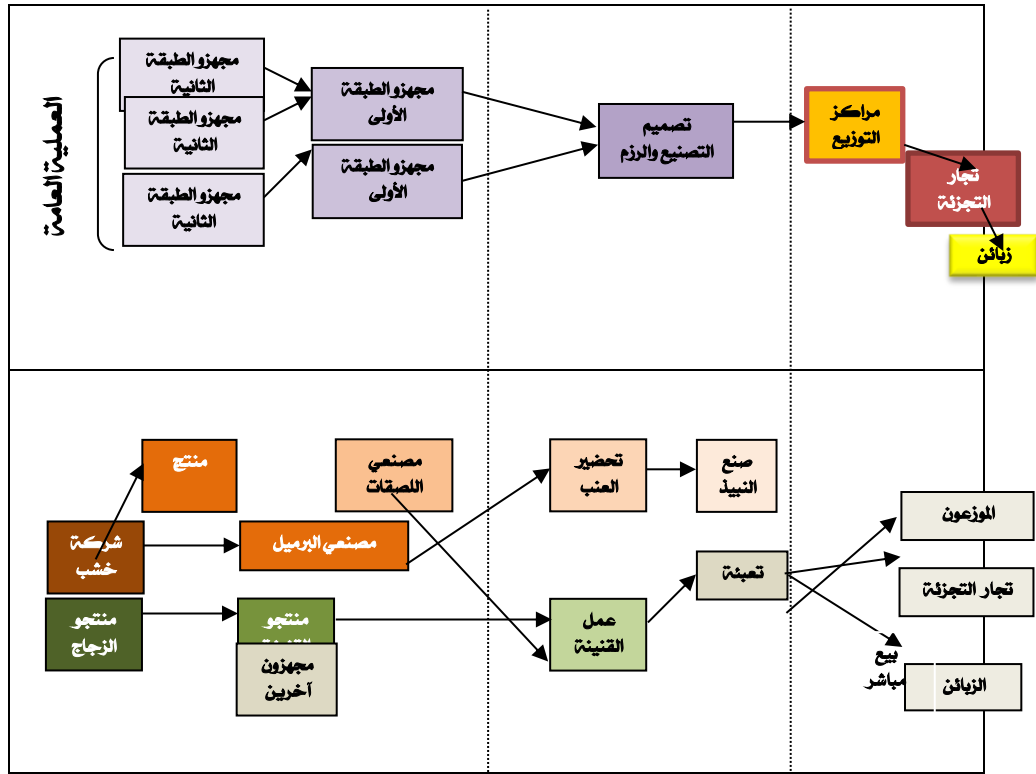 العملية العامة
مجهزو الطبقة
الثانية
مجهزو الطبقة
الثانية
مجهزو الطبقة
الثانية
مجهزو الطبقة
الأولى
مجهزو الطبقة
الأولى
تصميم
التصنيع والرزم
مراكز
التوزيع
تجار
التجزئة
زبائن
منتج
مصنعي
اللصقات
تحضير
العنب
صنع
النبيذ
شركة
خشب
مصنعي البرميل
الموزعون
تعبئة
تجار التجزئة
منتجو
الزجاج
منتجو
مجهزون
آخرين
عمل
القنينة
بيع
مباشر
الزبائن